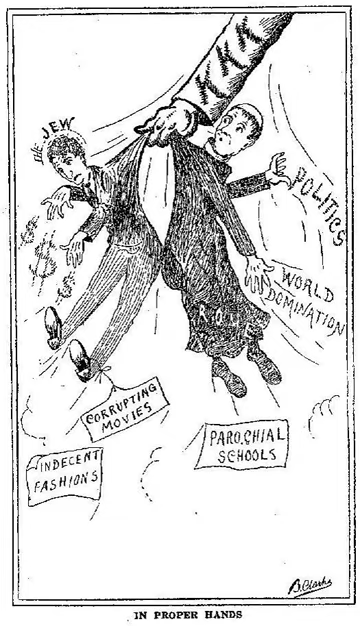 THE JEW
POLITICS
$
$
$
WORLD
DOMINATION
ROME
CORRUPTING
MOVIES
PAROCHIAL
SCHOOLS
INDECENT
FASHIONS
B. Clarke
IN PROPER HANDS